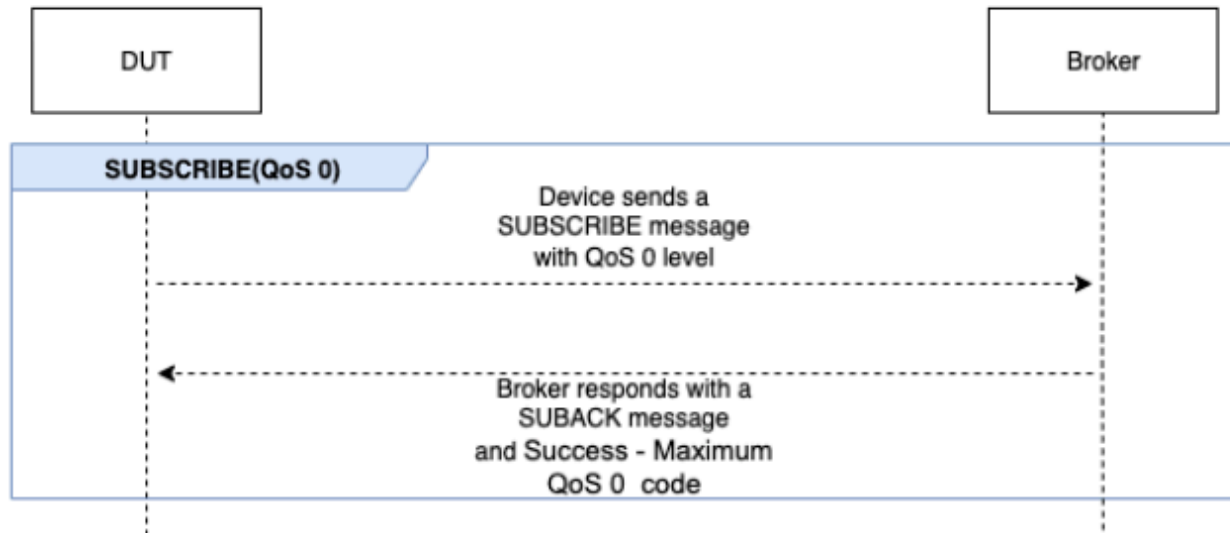 DUT
Broker
SUBSCRIBE(QoS 0)
Device sends a
SUBSCRIBE message
with QoS 0 level
Broker responds with a
SUBACK message
and Success - Maximum
QoS 0 code